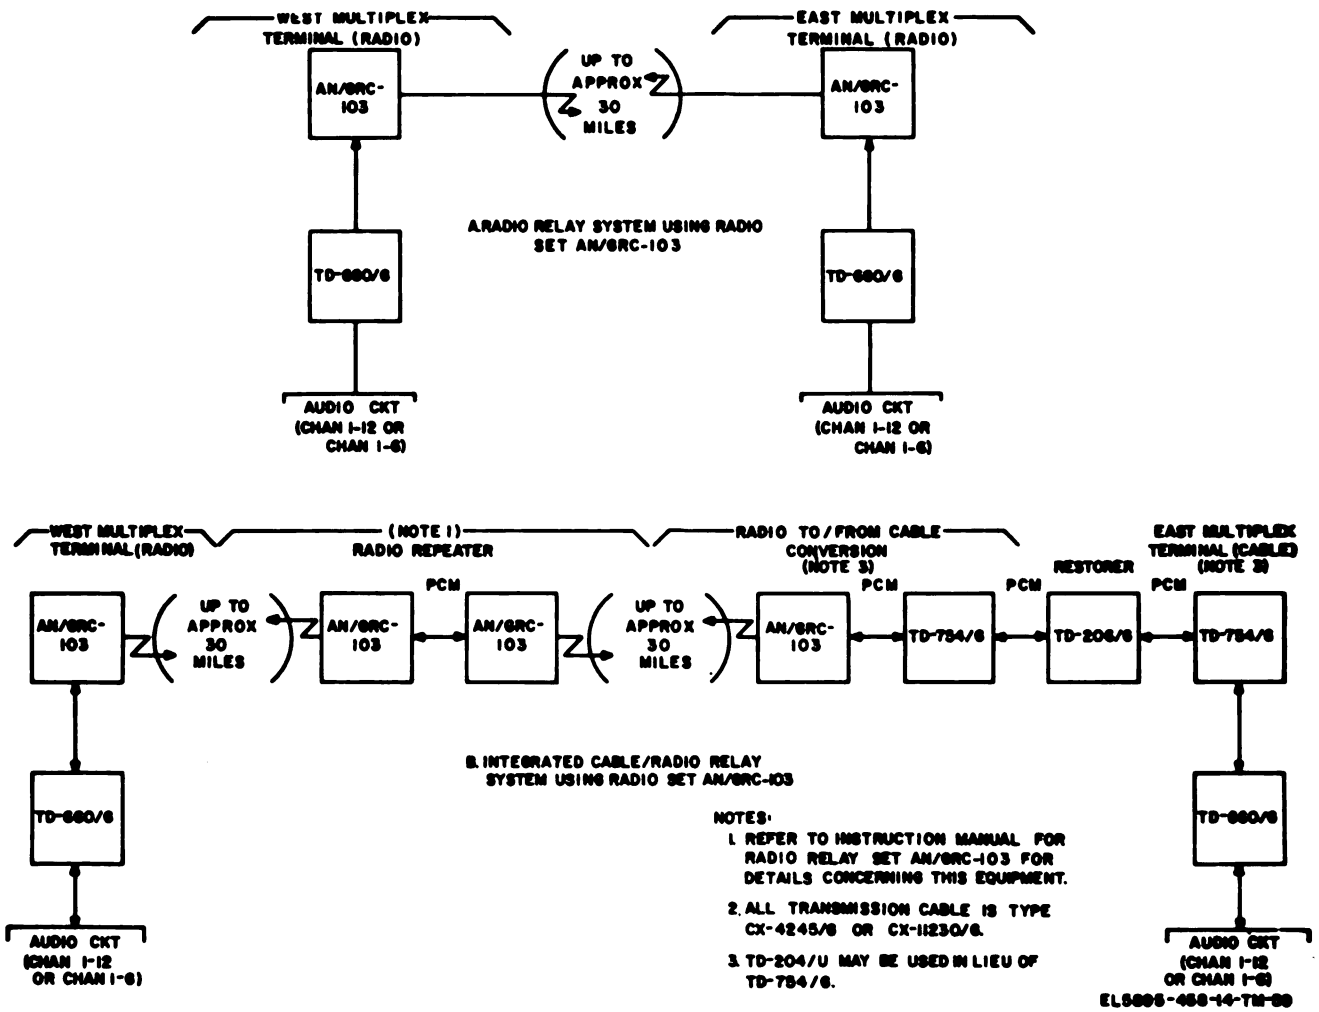 WEST MULTIPLEX
TERMINAL (RADIO)
EAST MULTIPLEX
TERMINAL (RADIO)
AN/GRC-
103
UP TO
APPROX
30
MILES
AN/GRC-
103
A. RADIO RELAY SYSTEM USING RADIO
SET AN/GRC-103
TD-660/G
TD-660/G
AUDIO CKT
(CHAN 1-12 OR
CHAN 1-6)
AUDIO CKT
(CHAN 1-12 OR
CHAN 1-6)
WEST MULTIPLEX
TERMINAL (RADIO)
(NOTE 1)
RADIO REPEATER
RADIO TO/FROM CABLE
CONVERSION
(NOTE 3)
EAST MULTIPLEX
TERMINAL (CABLE)
(NOTE 3)
RESTORER
PCM
PCM
PCM
PCM
AN/GRC-
103
UP TO
APPROX
30
MILES
AN/GRC-
103
AN/GRC-
103
UP TO
APPROX
30
MILES
AN/GRC-
103
TD-754/G
TD-206/G
TD-754/G
B. INTEGRATED CABLE/RADIO RELAY
SYSTEM USING RADIO SET AN/GRC-103
TD-660/G
TD-660/G
NOTES:
1. REFER TO INSTRUCTION MANUAL FOR
RADIO RELAY SET AN/GRC-103 FOR
DETAILS CONCERNING THIS EQUIPMENT.
2. ALL TRANSMISSION CABLE IS TYPE
CX-4245/G OR CX-11230/G.
3. TD-204/U MAY BE USED IN LIEU OF
TD-754/G.
AUDIO CKT
(CHAN 1-12
OR CHAN 1-6)
AUDIO CKT
(CHAN 1-12
OR CHAN 1-6)